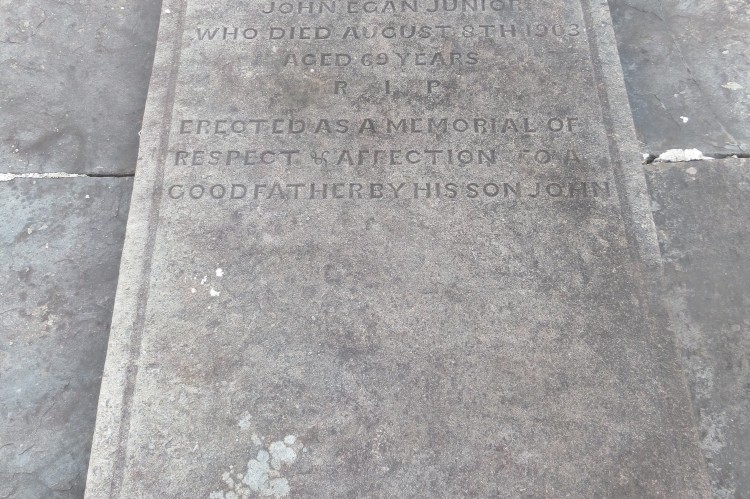 JOHN EGAN JUNIOR
WHO DIED AUGUST 8TH 1903
AGED 69 YEARS
R I P
ERECTED AS A MEMORIAL OF
RESPECT & AFFECTION TO A
GOOD FATHER BY HIS SON JOHN